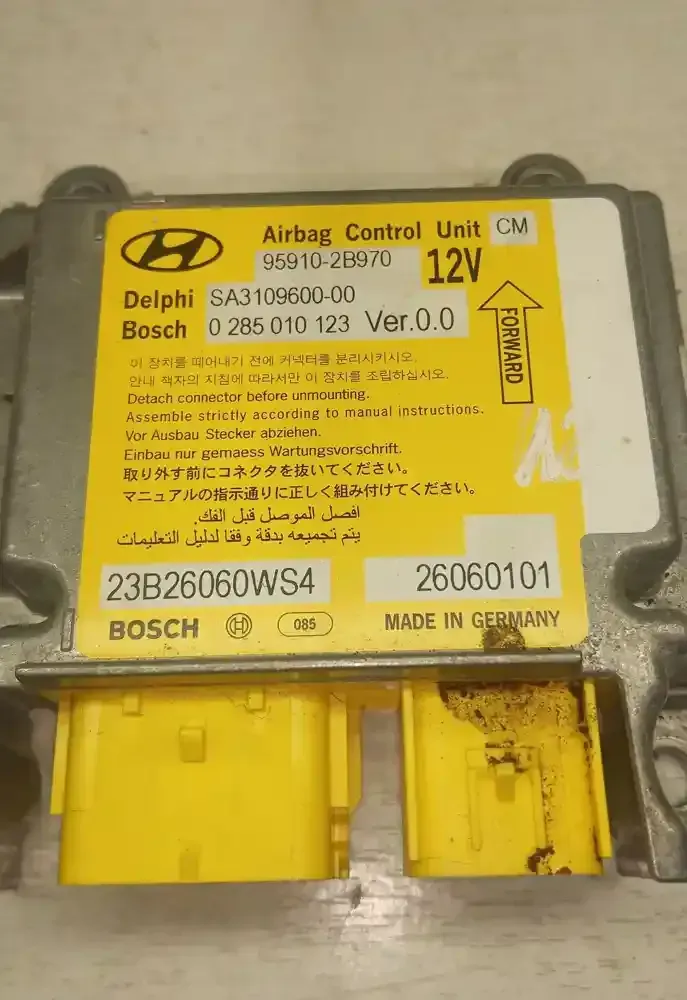 Airbag Control Unit CM
95910-2B970 12V
Delphi SA3109600-00
Bosch 0 285 010 123 Ver.0.0
FORWARD
이 장치를 떼어내기 전에 커넥터를 분리시키시오.
안내 책자의 지침에 따라서만 이 장치를 조립하십시오.
Detach connector before unmounting.
Assemble strictly according to manual instructions.
Vor Ausbau Stecker abziehen.
Einbau nur gemaess Wartungsvorschrift.
取り外す前にコネクタを抜いてください。
マニュアルの指示通りに正しく組み付けてください。
افصل الموصل قبل الفك.
يتم تجميعه بدقة وفقا لدليل التعليمات
23B26060WS4 26060101
BOSCH 085 MADE IN GERMANY